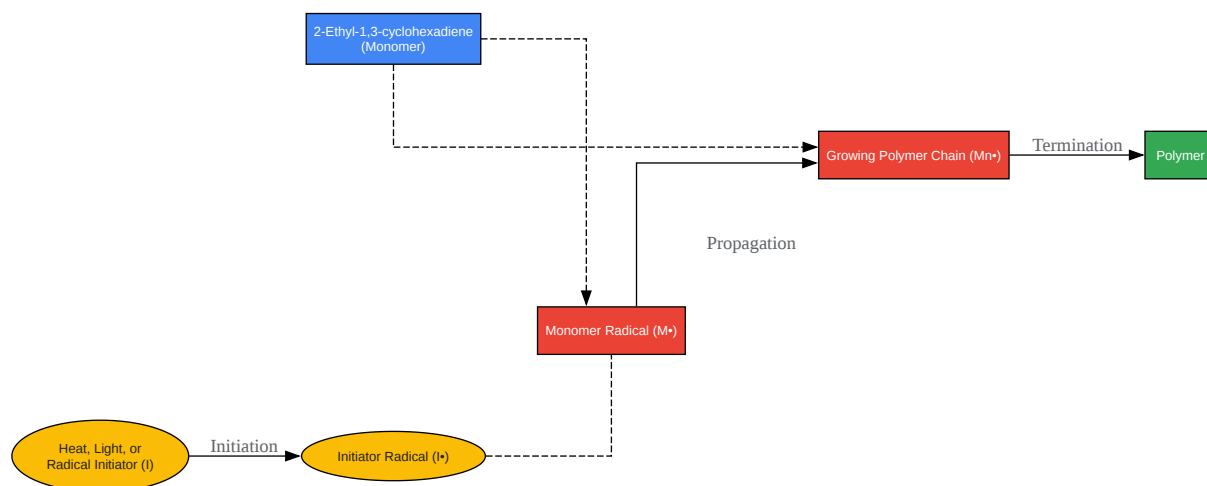 2-Ethyl-1,3-cyclohexadiene
(Monomer)
Growing Polymer Chain (Mn•)
Termination
Polymer
Propagation
Monomer Radical (M•)
Heat, Light, or
Radical Initiator (I)
Initiation
Initiator Radical (I•)